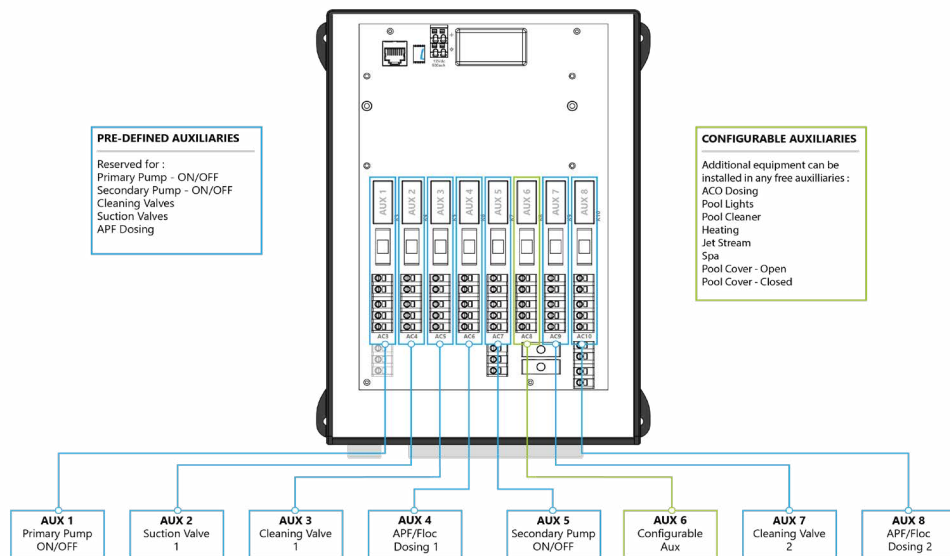 PRE-DEFINED AUXILIARIES
Reserved for :
Primary Pump - ON/OFF
Secondary Pump - ON/OFF
Cleaning Valves
Suction Valves
APF Dosing
CONFIGURABLE AUXILIARIES
Additional equipment can be
installed in any free auxilliaries :
ACO Dosing
Pool Lights
Pool Cleaner
Heating
Jet Stream
Spa
Pool Cover - Open
Pool Cover - Closed
AUX 1
AUX 2
AUX 3
AUX 4
AUX 5
AUX 6
AUX 7
AUX 8
AC3
AC4
AC5
AC6
AC7
AC8
AC9
AC10
AUX 1
Primary Pump
ON/OFF
AUX 2
Suction Valve
1
AUX 3
Cleaning Valve
1
AUX 4
APF/Floc
Dosing 1
AUX 5
Secondary Pump
ON/OFF
AUX 6
Configurable
Aux
AUX 7
Cleaning Valve
2
AUX 8
APF/Floc
Dosing 2